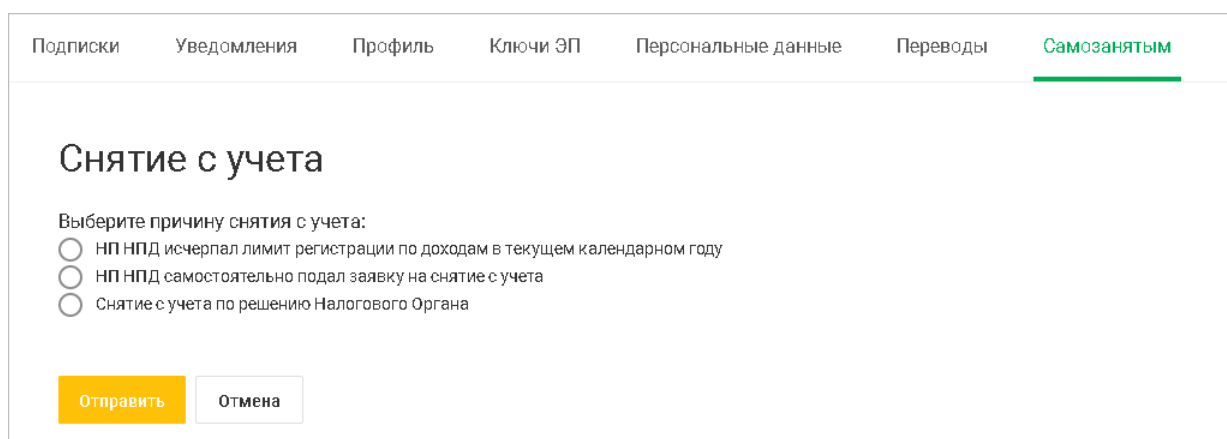 Подписки Уведомления Профиль Ключи ЭП Персональные данные Переводы Самозанятым
Снятие с учета
Выберите причину снятия с учета:
НП НПД исчерпал лимит регистрации по доходам в текущем календарном году
НП НПД самостоятельно подал заявку на снятие с учета
Снятие с учета по решению Налогового Органа
Отправить Отмена